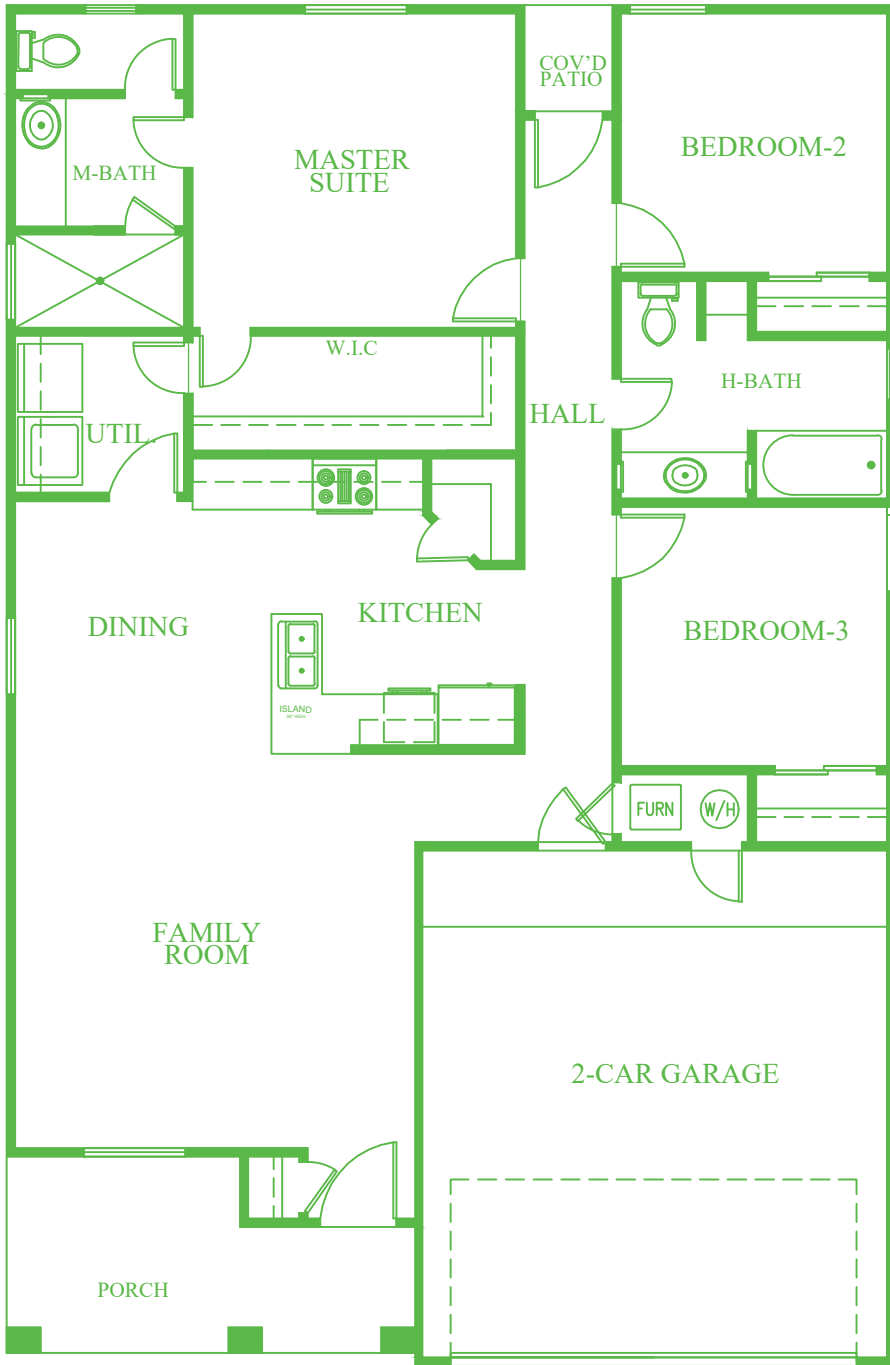 COV'D
PATIO
MASTER
SUITE
BEDROOM-2
M-BATH
W.I.C
H-BATH
HALL
UTIL.
DINING
KITCHEN
BEDROOM-3
ISLAND
FURN
W/H
FAMILY
ROOM
2-CAR GARAGE
PORCH